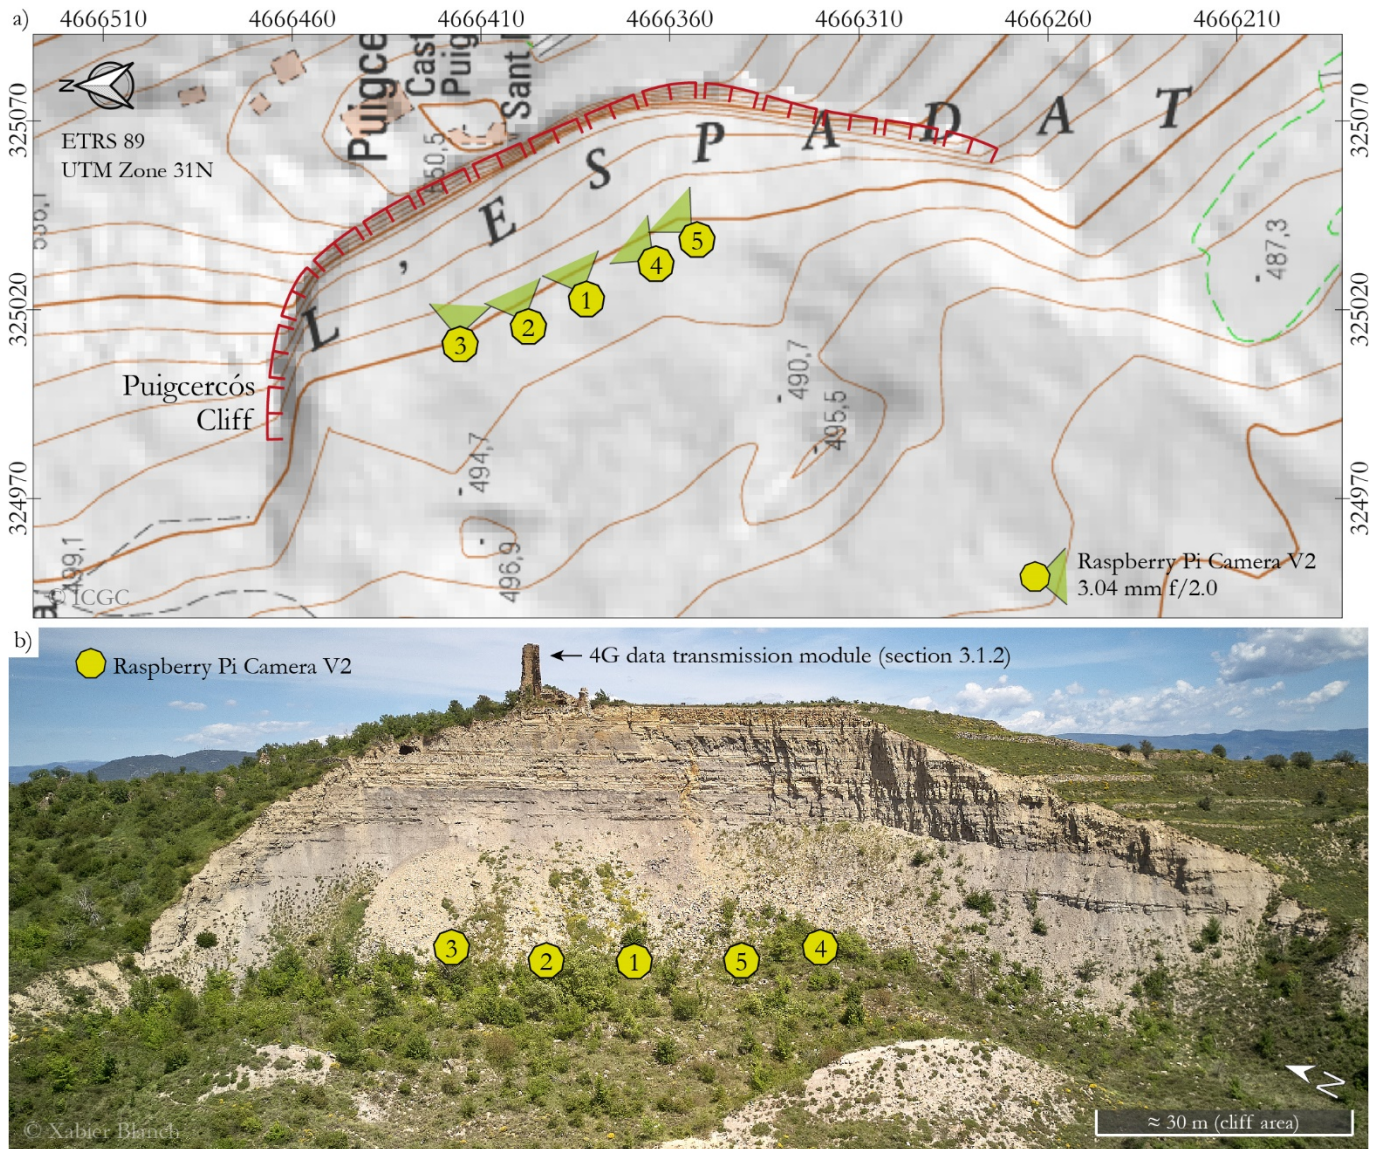 a)
4666510 4666460 4666410 4666360 4666310 4666260 4666210
325070
325020
324970
325070
325020
324970
N
ETRS 89
UTM Zone 31N
Puigce
Cast
Puig
Sant
550,5
L ' E S P A D A T
5
4
1
2
3
Puigcercós
Cliff
487,3
490,7
495,5
494,7
496,9
499,1
© ICGC
Raspberry Pi Camera V2
3.04 mm f/2.0
b)
Raspberry Pi Camera V2
4G data transmission module (section 3.1.2)
3 2 1 5 4
N
≈ 30 m (cliff area)
© Xabier Blanch